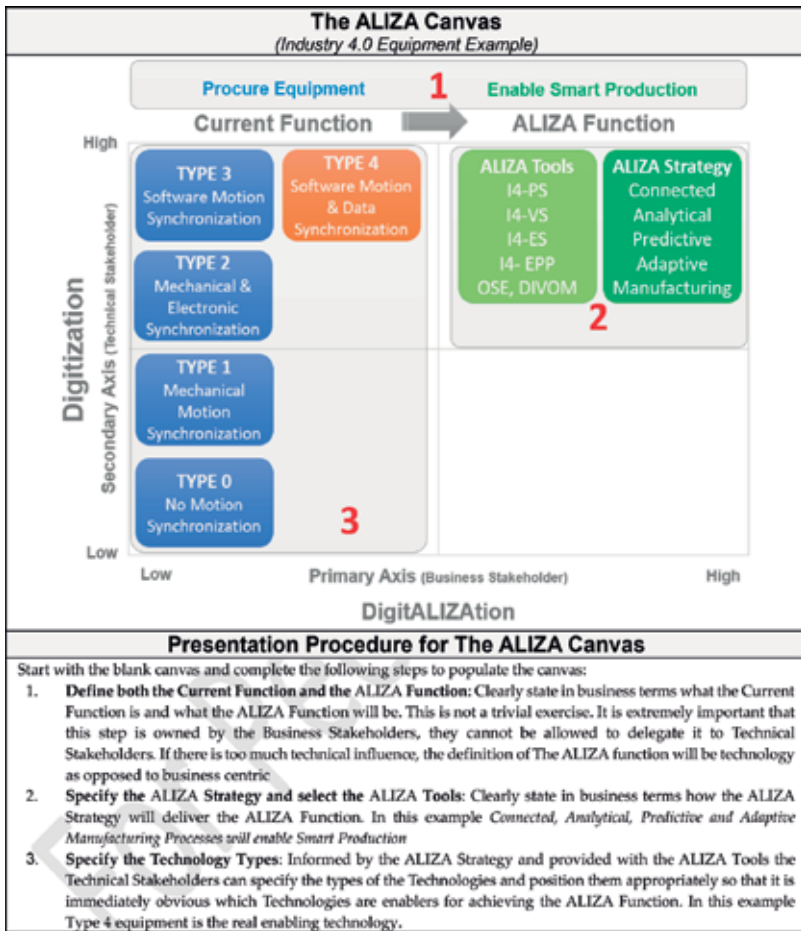 The ALIZA Canvas
(Industry 4.0 Equipment Example)
Procure Equipment
1
Enable Smart Production
Current Function
ALIZA Function
High
TYPE 3
Software Motion
Synchronization
TYPE 4
Software Motion
& Data
Synchronization
ALIZA Tools
I4-PS
I4-VS
I4-ES
I4- EPP
OSE, DIVOM
ALIZA Strategy
Connected
Analytical
Predictive
Adaptive
Manufacturing
2
TYPE 2
Mechanical &
Electronic
Synchronization
Digitization
Secondary Axis (Technical Stakeholder)
TYPE 1
Mechanical
Motion
Synchronization
TYPE 0
No Motion
Synchronization
3
Low
Low
Primary Axis (Business Stakeholder)
High
DigitALIZAtion
Presentation Procedure for The ALIZA Canvas
Start with the blank canvas and complete the following steps to populate the canvas:
1. Define both the Current Function and the ALIZA Function: Clearly state in business terms what the Current
Function is and what the ALIZA Function will be. This is not a trivial exercise. It is extremely important that
this step is owned by the Business Stakeholders, they cannot be allowed to delegate it to Technical
Stakeholders. If there is too much technical influence, the definition of The ALIZA function will be technology
as opposed to business centric
2. Specify the ALIZA Strategy and select the ALIZA Tools: Clearly state in business terms how the ALIZA
Strategy will deliver the ALIZA Function. In this example Connected, Analytical, Predictive and Adaptive
Manufacturing Processes will enable Smart Production
3. Specify the Technology Types: Informed by the ALIZA Strategy and provided with the ALIZA Tools the
Technical Stakeholders can specify the types of the Technologies and position them appropriately so that it is
immediately obvious which Technologies are enablers for achieving the ALIZA Function. In this example
Type 4 equipment is the real enabling technology.